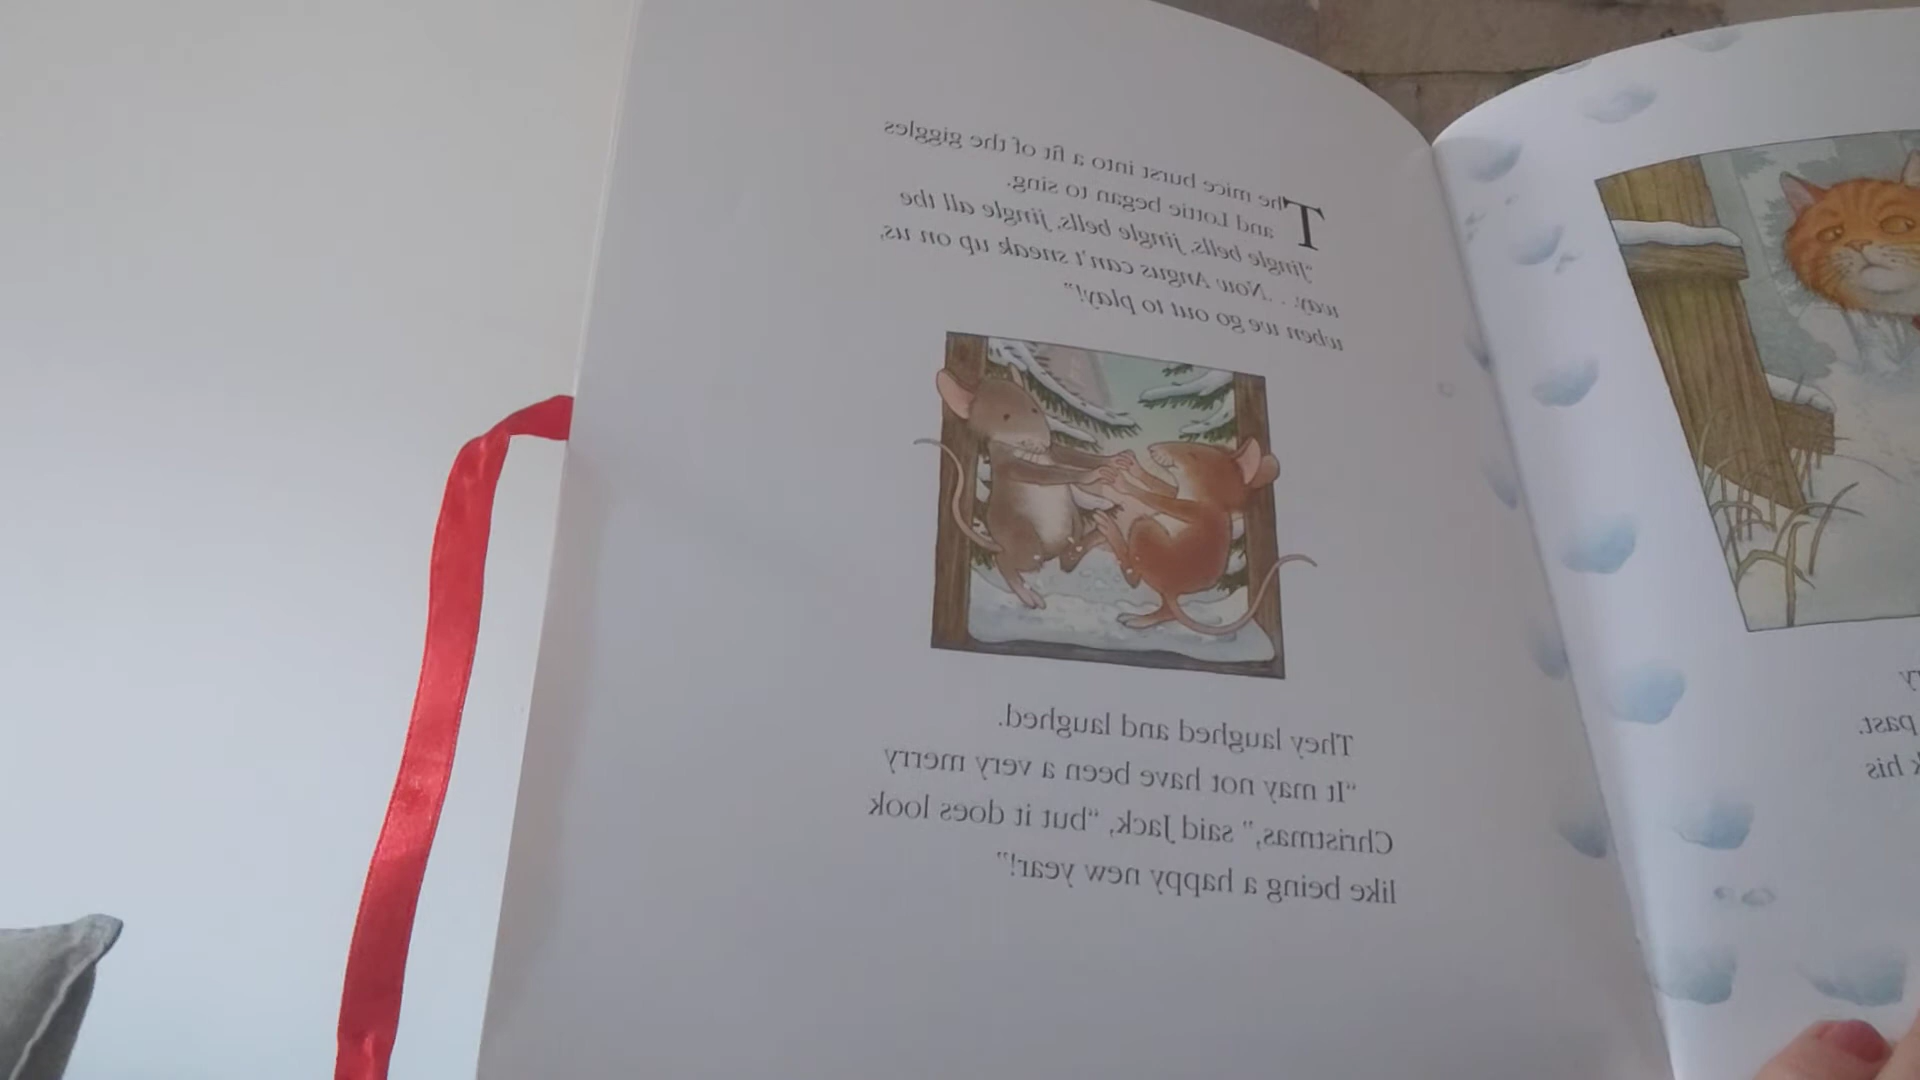 The mice burst into a fit of the giggles
and Lottie began to sing.
"Jingle bells, jingle bells, jingle all the
way. . . Now Angus can't sneak up on us,
when we go out to play!"
They laughed and laughed.
"It may not have been a very merry
Christmas," said Jack, "but it does look
like being a happy new year!"
past.
his